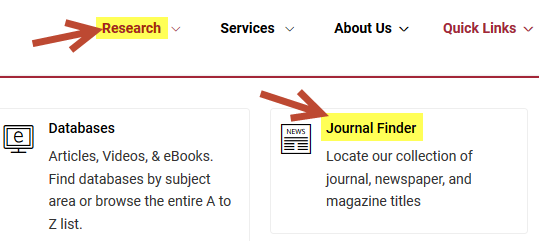 Research Services About Us Quick Links
Databases
Articles, Videos, & eBooks.
Find databases by subject
area or browse the entire A to
Z list.
NEWS
Journal Finder
Locate our collection of
journal, newspaper, and
magazine titles
e